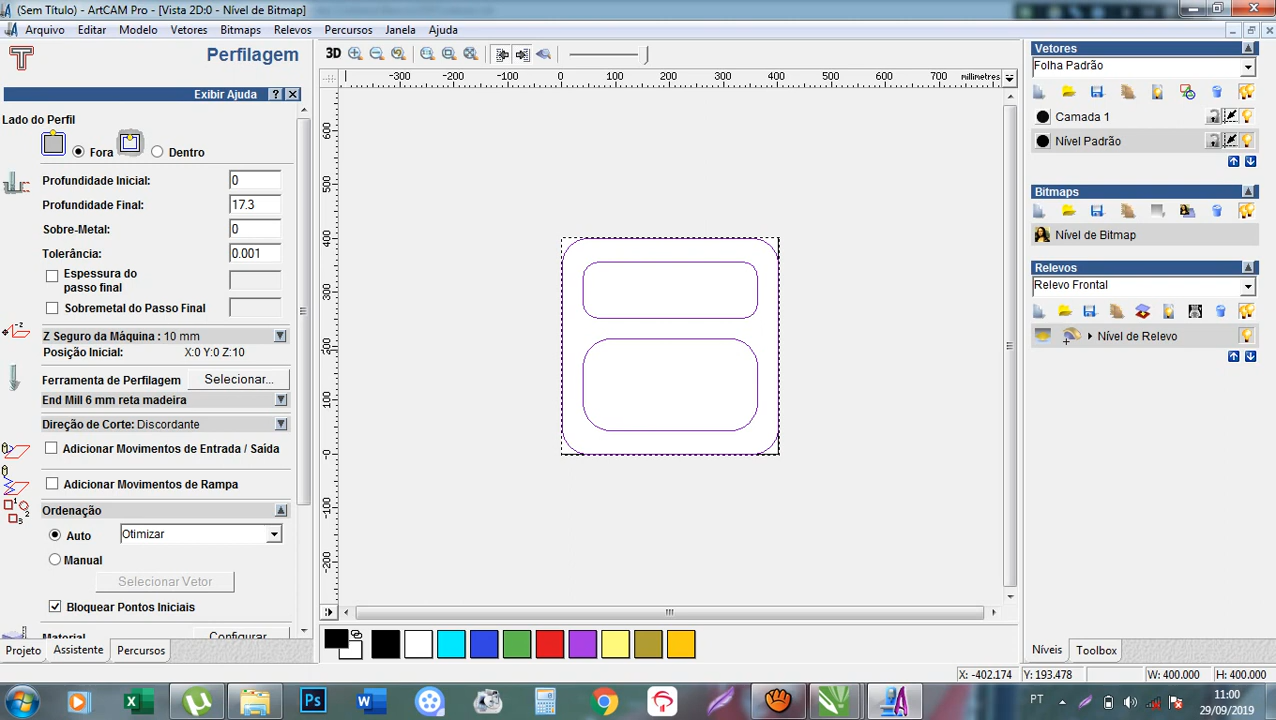 (Sem Título) - ArtCAM Pro - [Vista 2D:0 - Nível de Bitmap]
Arquivo Editar Modelo Vetores Bitmaps Relevos Percursos Janela Ajuda
Perfilagem
Exibir Ajuda ?
Lado do Perfil
Fora Dentro
Profundidade Inicial: 0
Profundidade Final: 17.3
Sobre-Metal: 0
Tolerância: 0.001
Espessura do
passo final
Sobremetal do Passo Final
Z Seguro da Máquina : 10 mm
Posição Inicial: X:0 Y:0 Z:10
Ferramenta de Perfilagem Selecionar...
End Mill 6 mm reta madeira
Direção de Corte: Discordante
Adicionar Movimentos de Entrada / Saída
Adicionar Movimentos de Rampa
Ordenação
Auto Otimizar
Manual
Selecionar Vetor
Bloquear Pontos Iniciais
Material Configurar
Projeto Assistente Percursos
3D
-300 -200 -100 0 100 200 300 400 500 600 700 milímetres
600
500
400
300
200
100
-0
-100
-200
Vetores
Folha Padrão
Camada 1
Nível Padrão
Bitmaps
Nível de Bitmap
Relevos
Relevo Frontal
Nível de Relevo
Níveis Toolbox
X: -402.174 Y: 193.478 W: 400.000 H: 400.000
PT
11:00
29/09/2019